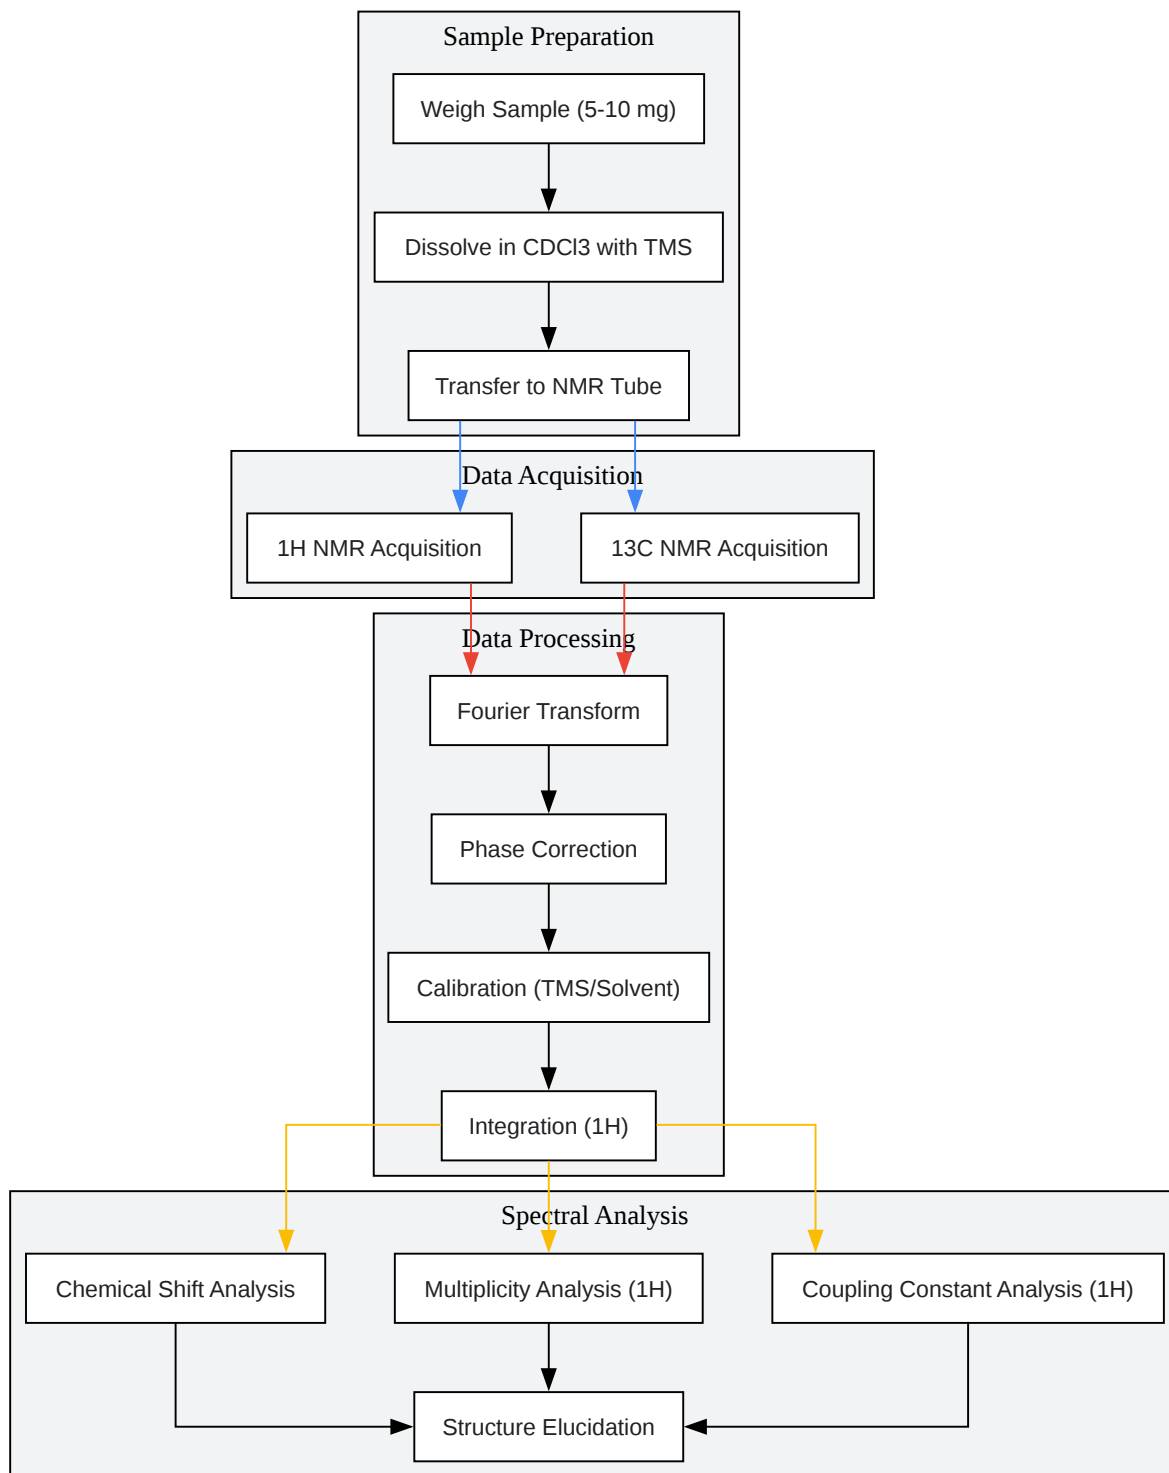 Sample Preparation
Weigh Sample (5-10 mg)
Dissolve in CDCl3 with TMS
Transfer to NMR Tube
Data Acquisition
1H NMR Acquisition
13C NMR Acquisition
Data Processing
Fourier Transform
Phase Correction
Calibration (TMS/Solvent)
Integration (1H)
Spectral Analysis
Chemical Shift Analysis
Multiplicity Analysis (1H)
Coupling Constant Analysis (1H)
Structure Elucidation